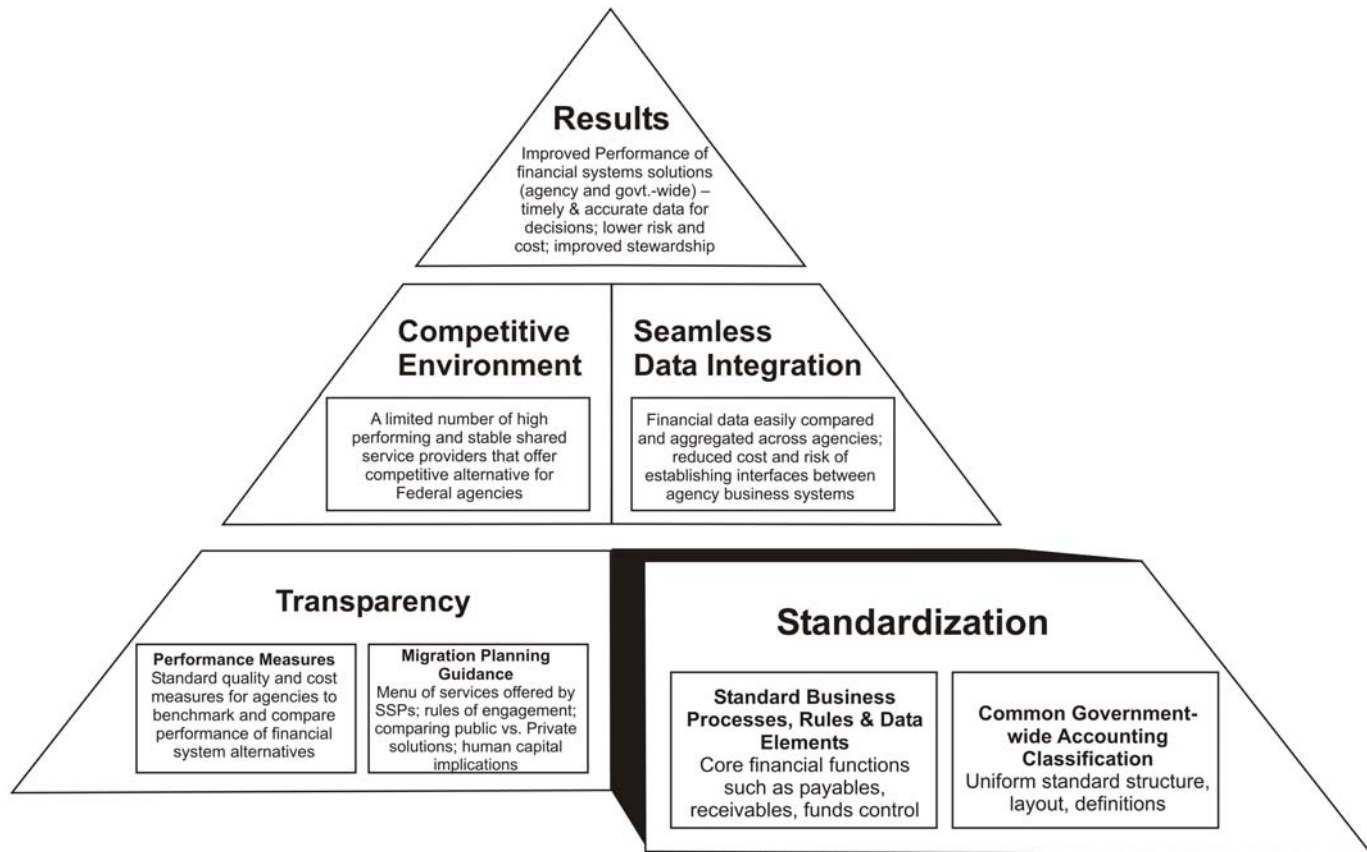 Results
Improved Performance of
financial systems solutions
(agency and govt.-wide) –
timely & accurate data for
decisions; lower risk and
cost; improved stewardship
Competitive
Environment
A limited number of high
performing and stable shared
service providers that offer
competitive alternative for
Federal agencies
Seamless
Data Integration
Financial data easily compared
and aggregated across agencies;
reduced cost and risk of
establishing interfaces between
agency business systems
Transparency
Performance Measures
Standard quality and cost
measures for agencies to
benchmark and compare
performance of financial
system alternatives
Migration Planning
Guidance
Menu of services offered by
SSPs; rules of engagement;
comparing public vs. Private
solutions; human capital
implications
Standardization
Standard Business
Processes, Rules & Data
Elements
Core financial functions
such as payables,
receivables, funds control
Common Government-
wide Accounting
Classification
Uniform standard structure,
layout, definitions